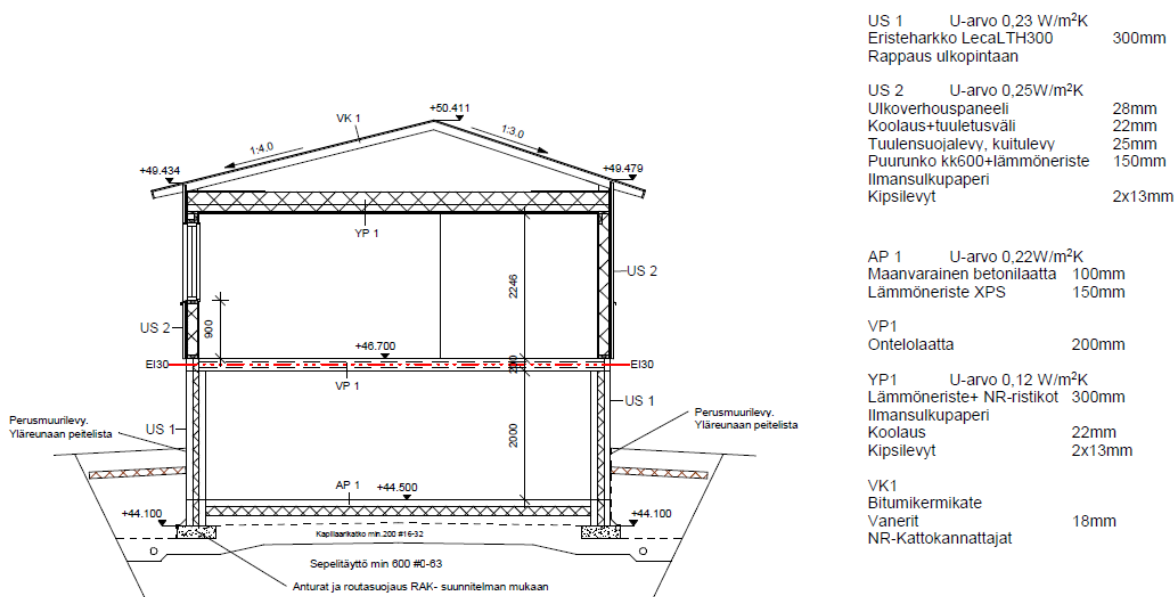 +50.411
VK 1
1:4,0
1:3,0
+49.434
+49.479
YP 1
2246
US 2
US 2
900
+46.700
EI30
200
EI30
VP 1
US 1
Perusmuurilevy.
Yläreunaan peitelista
US 1
Perusmuurilevy.
Yläreunaan peitelista
2000
AP 1
+44.500
+44.100
+44.100
Kapillaarikatko min.200 #16-32
Sepelitäyttö min 600 #0-63
Anturat ja routasuojaus RAK- suunnitelman mukaan
US 1 U-arvo 0,23 W/m²K
Eristeharkko LecaLTH300 300mm
Rappaus ulkopintaan
US 2 U-arvo 0,25W/m²K
Ulkoverhouspaneeli 28mm
Koolaus+tuuletusväli 22mm
Tuulensuojalevy, kuitulevy 25mm
Puurunko kk600+lämmöneriste 150mm
Ilmansulkupaperi
Kipsilevyt 2x13mm
AP 1 U-arvo 0,22W/m²K
Maanvarainen betonilaatta 100mm
Lämmöneriste XPS 150mm
VP1
Ontelolaatta 200mm
YP1 U-arvo 0,12 W/m²K
Lämmöneriste+ NR-ristikot 300mm
Ilmansulkupaperi
Koolaus 22mm
Kipsilevyt 2x13mm
VK1
Bitumikermikate
Vanerit 18mm
NR-Kattokannattajat